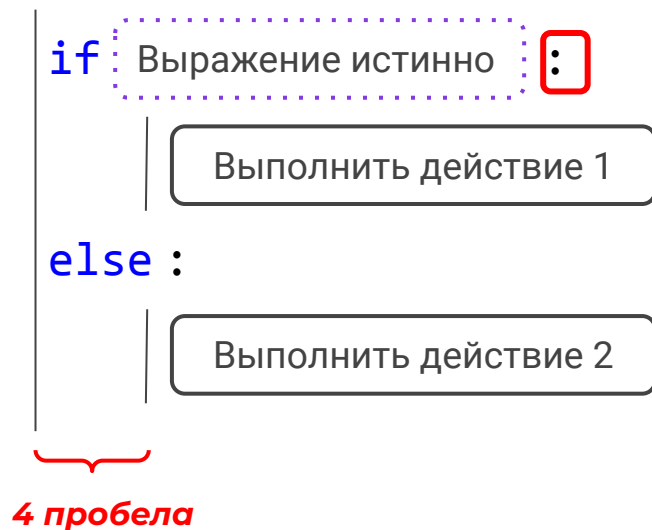 if Выражение истинно :
Выполнить действие 1
else :
Выполнить действие 2
4 пробела